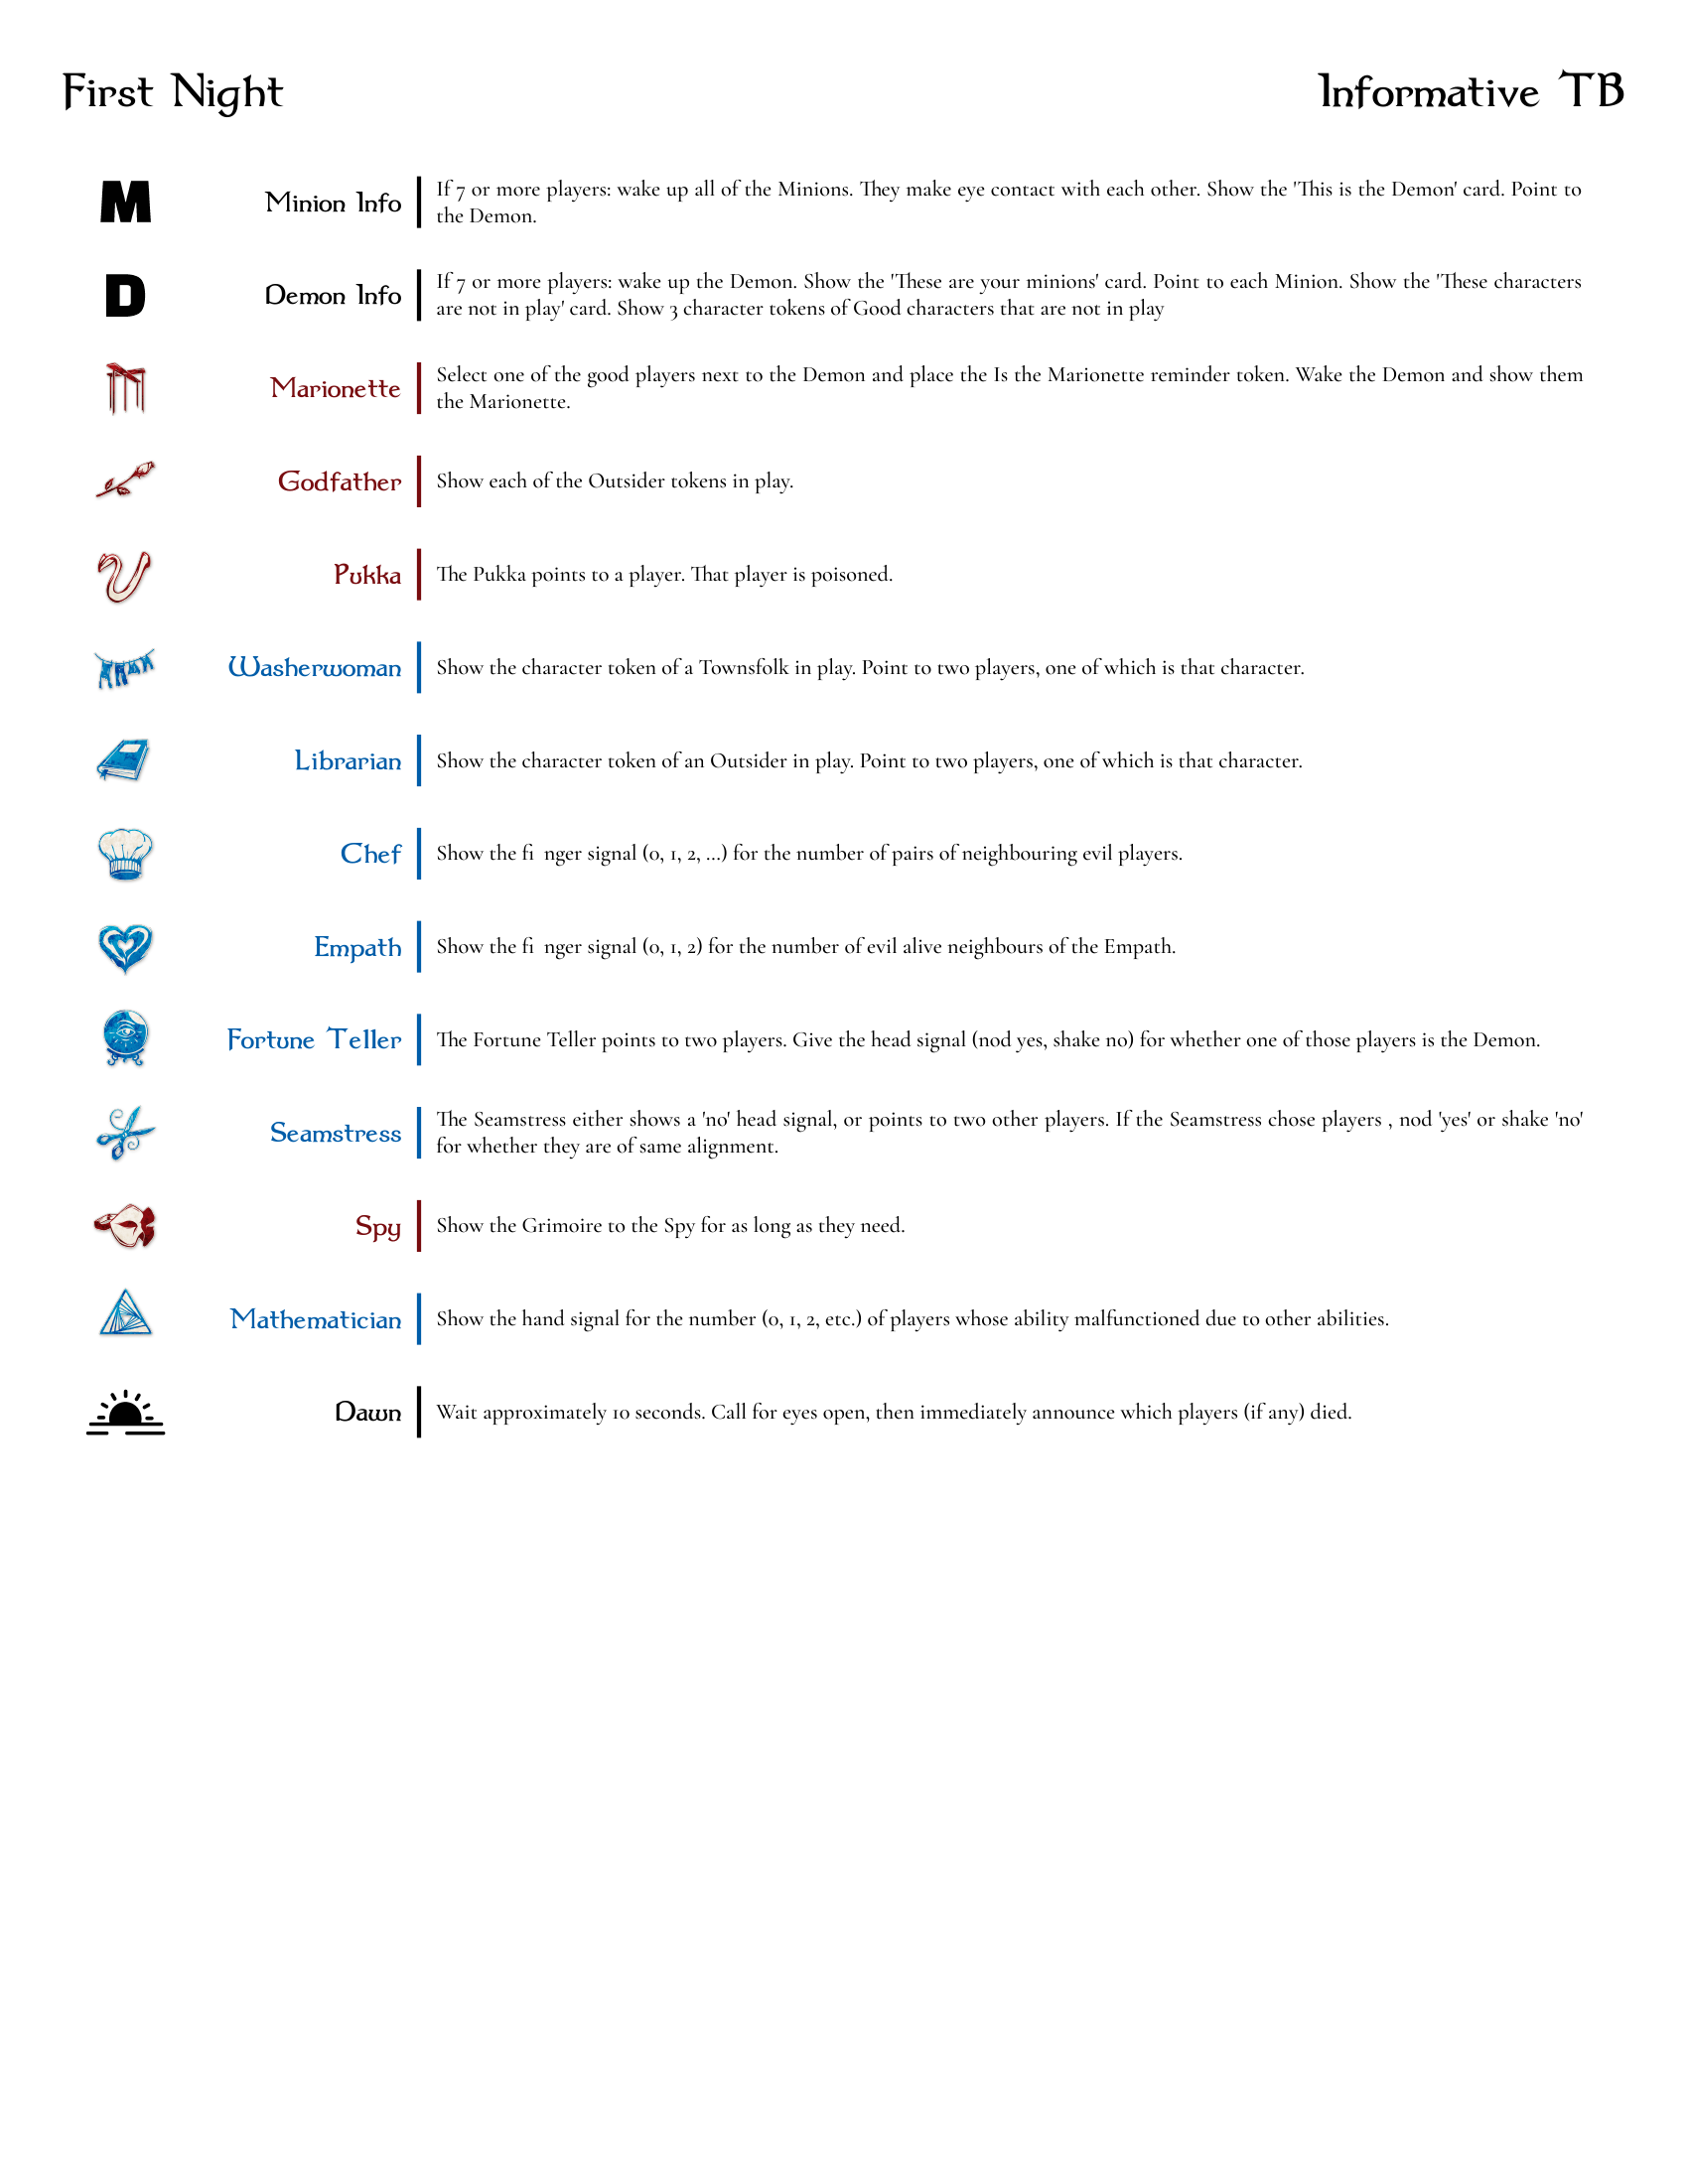 First Night
Informative TB
M
Minion Info
If 7 or more players: wake up all of the Minions. They make eye contact with each other. Show the 'This is the Demon' card. Point to
the Demon.
D
Demon Info
If 7 or more players: wake up the Demon. Show the 'These are your minions' card. Point to each Minion. Show the 'These characters
are not in play' card. Show 3 character tokens of Good characters that are not in play
Marionette
Select one of the good players next to the Demon and place the Is the Marionette reminder token. Wake the Demon and show them
the Marionette.
Godfather
Show each of the Outsider tokens in play.
Pukka
The Pukka points to a player. That player is poisoned.
Washerwoman
Show the character token of a Townsfolk in play. Point to two players, one of which is that character.
Librarian
Show the character token of an Outsider in play. Point to two players, one of which is that character.
Chef
Show the fi nger signal (0, 1, 2, ...) for the number of pairs of neighbouring evil players.
Empath
Show the fi nger signal (0, 1, 2) for the number of evil alive neighbours of the Empath.
Fortune Teller
The Fortune Teller points to two players. Give the head signal (nod yes, shake no) for whether one of those players is the Demon.
Seamstress
The Seamstress either shows a 'no' head signal, or points to two other players. If the Seamstress chose players , nod 'yes' or shake 'no'
for whether they are of same alignment.
Spy
Show the Grimoire to the Spy for as long as they need.
Mathematician
Show the hand signal for the number (0, 1, 2, etc.) of players whose ability malfunctioned due to other abilities.
Dawn
Wait approximately 10 seconds. Call for eyes open, then immediately announce which players (if any) died.